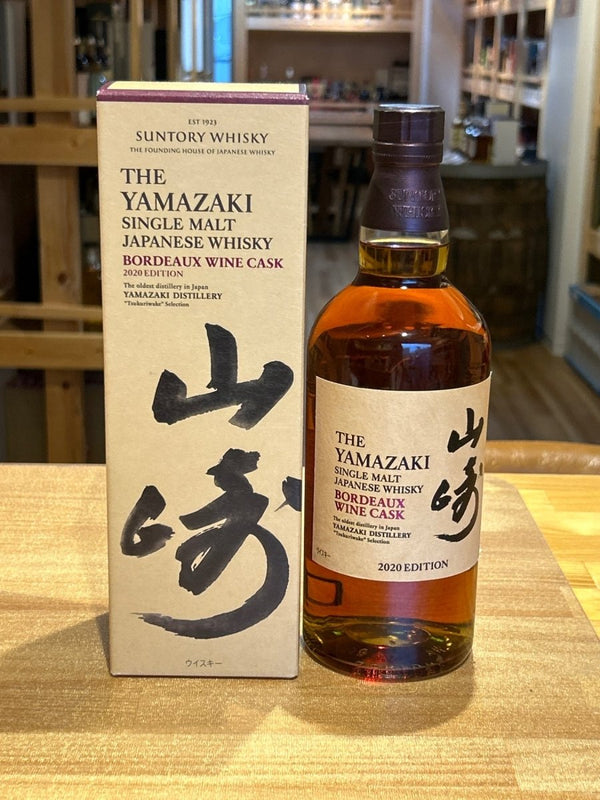 EST 1923
SUNTORY WHISKY
THE FOUNDING HOUSE OF JAPANESE WHISKY
THE
YAMAZAKI
SINGLE MALT
JAPANESE WHISKY
BORDEAUX WINE CASK
2020 EDITION
The oldest distillery in Japan
YAMAZAKI DISTILLERY
"Tsukuriwake" Selection
山崎
ウイスキー
SUNTORY
WHISKY
THE
YAMAZAKI
SINGLE MALT
JAPANESE WHISKY
BORDEAUX
WINE CASK
The oldest distillery in Japan
YAMAZAKI DISTILLERY
"Tsukuriwake" Selection
山崎
2020 EDITION